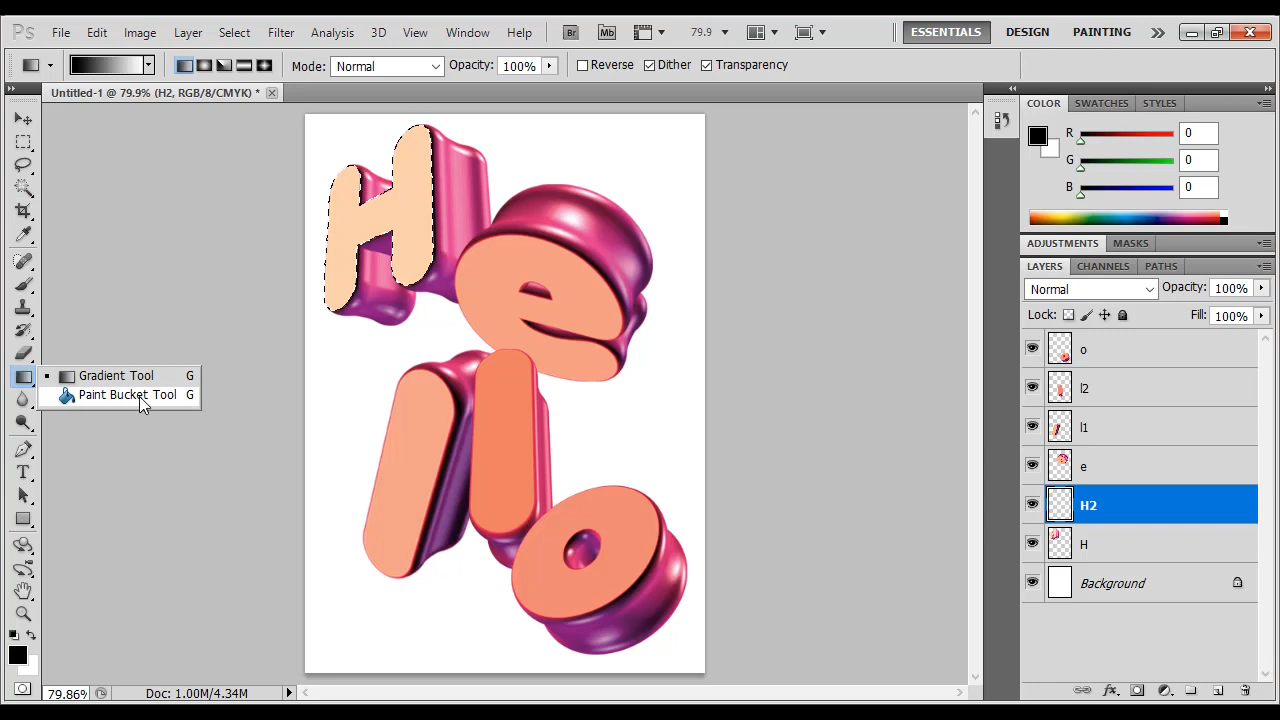 Ps File Edit Image Layer Select Filter Analysis 3D View Window Help Br Mb 79.9 ESSENTIALS DESIGN PAINTING
Mode: Normal Opacity: 100% Reverse Dither Transparency
Untitled-1 @ 79.9% (H2, RGB/8/CMYK) *
COLOR SWATCHES STYLES
R 0
G 0
B 0
ADJUSTMENTS MASKS
LAYERS CHANNELS PATHS
Normal Opacity: 100%
Lock: Fill: 100%
o
l2
l1
e
H2
H
Background
Gradient Tool G
Paint Bucket Tool G
T
H
e
l
l
o
79.86% Doc: 1.00M/4.34M